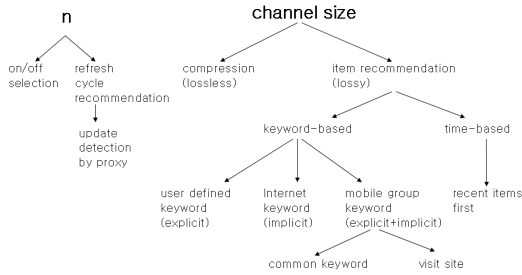 n
channel size
on/off
selection
refresh
cycle
recommendation
compression
(lossless)
item recommendation
(lossy)
update
detection
by proxy
keyword-based
time-based
user defined
keyword
(explicit)
Internet
keyword
(implicit)
mobile group
keyword
(explicit+implicit)
recent items
first
common keyword
visit site